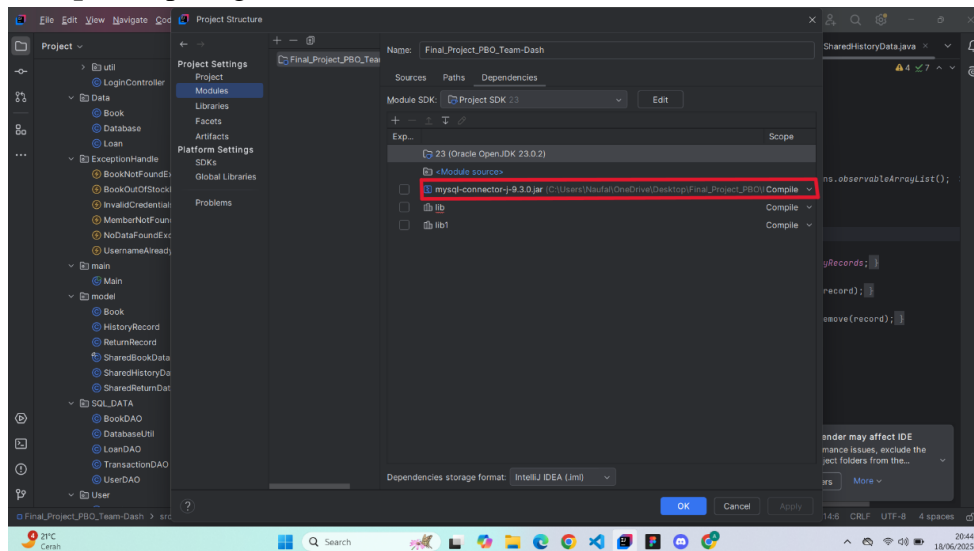 File Edit View Navigate Cod
Project Structure
Project
SharedHistoryData.java
4 7
util
LoginController
Data
Book
Database
Loan
ExceptionHandle
BookNotFoundE
BookOutOfStock
InvalidCredential
MemberNotFoun
NoDataFoundExc
UsernameAlready
main
Main
model
Book
HistoryRecord
ReturnRecord
SharedBookData
SharedHistoryDa
SharedReturnDat
SQL_DATA
BookDAO
DatabaseUtil
LoanDAO
TransactionDAO
UserDAO
User
Project Settings
Project
Modules
Libraries
Facets
Artifacts
Platform Settings
SDKs
Global Libraries
Problems
Final_Project_PBO_Tear
Name: Final_Project_PBO_Team-Dash
Sources Paths Dependencies
Module SDK: Project SDK 23 Edit
Exp... Scope
23 (Oracle OpenJDK 23.0.2)
<Module source>
mysql-connector-j-9.3.0.jar (C:\Users\Naufal\OneDrive\Desktop\Final_Project_PBO\l Compile
lib Compile
lib1 Compile
Dependencies storage format: IntelliJ IDEA (.iml)
? OK Cancel Apply
ns.observableArrayList();
yRecords; }
record); }
emove(record); }
ender may affect IDE
mance issues, exclude the
ject folders from the...
ers More
Final_Project_PBO_Team-Dash > src
14:6 CRLF UTF-8 4 spaces
21°C
Cerah
Search
20:44
18/06/2025